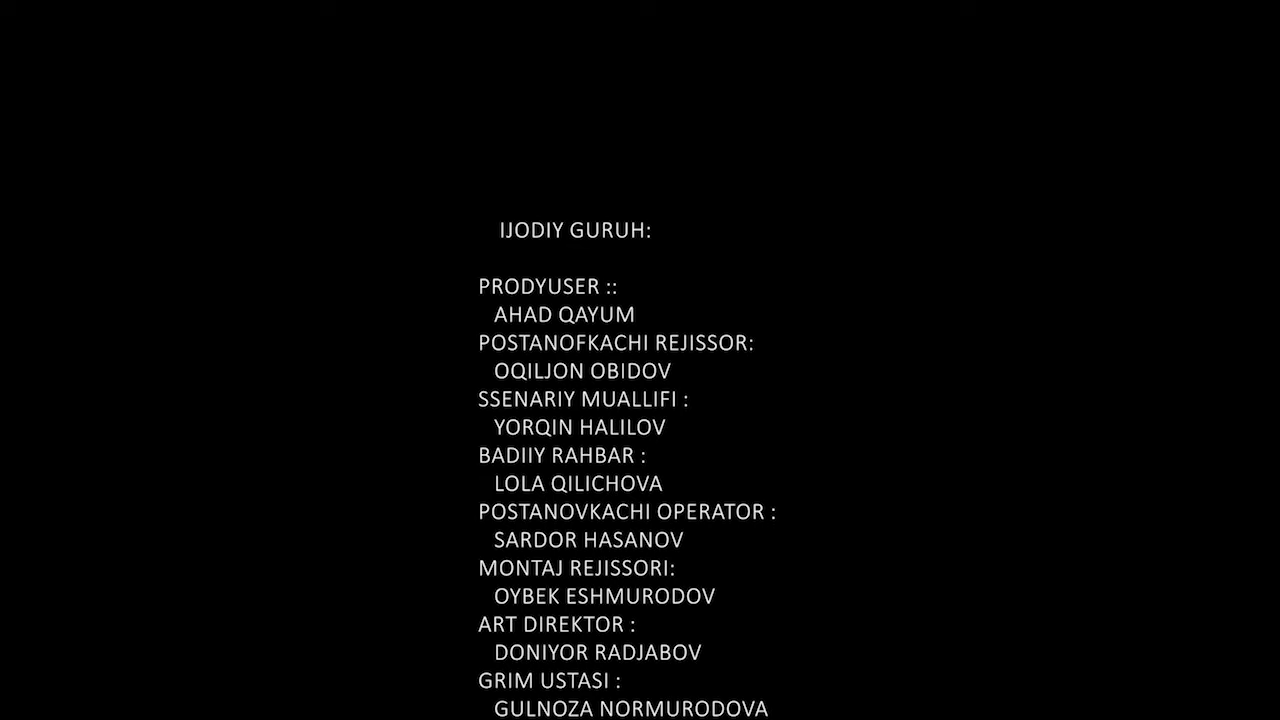 IJODIY GURUH:
PRODYUSER ::
AHAD QAYUM
POSTANOFKACHI REJISSOR:
OQILJON OBIDOV
SSENARIY MUALLIFI :
YORQIN HALILOV
BADIIY RAHBAR :
LOLA QILICHOVA
POSTANOVKACHI OPERATOR :
SARDOR HASANOV
MONTAJ REJISSORI:
OYBEK ESHMURODOV
ART DIREKTOR :
DONIYOR RADJABOV
GRIM USTASI :
GULNOZA NORMURODOVA